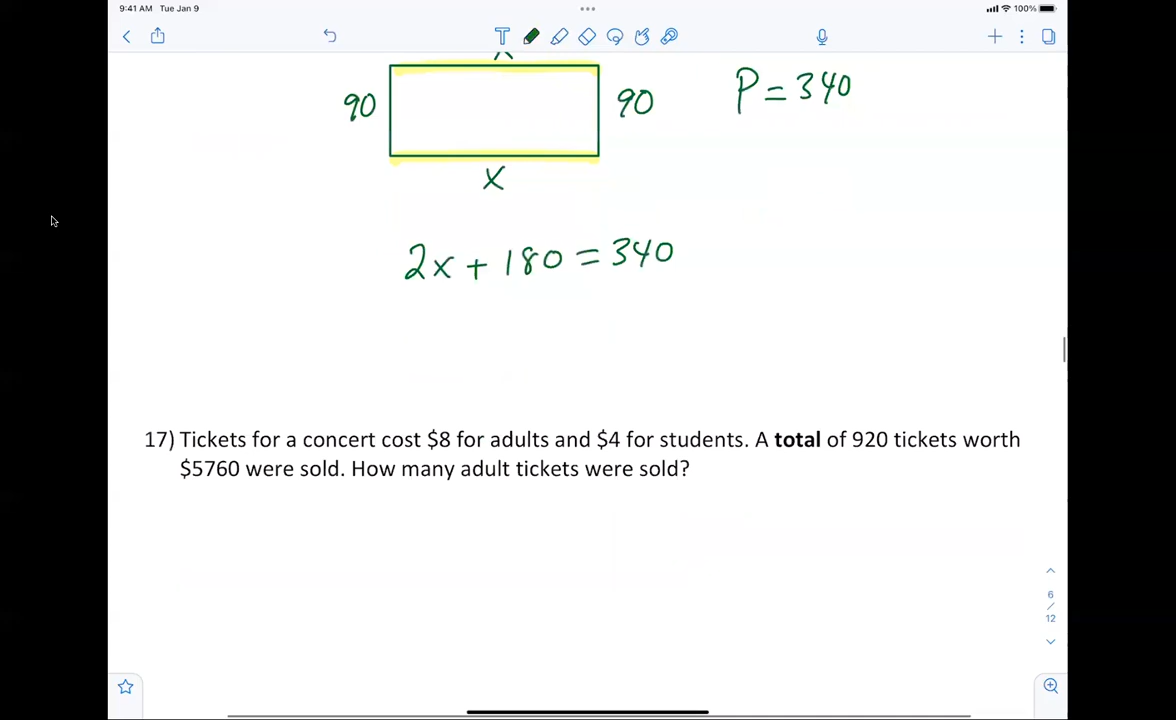 9:41 AM Tue Jan 9
100%
T
90
90
P = 340
x
2x + 180 = 340
17) Tickets for a concert cost $8 for adults and $4 for students. A total of 920 tickets worth
$5760 were sold. How many adult tickets were sold?
6
/
12